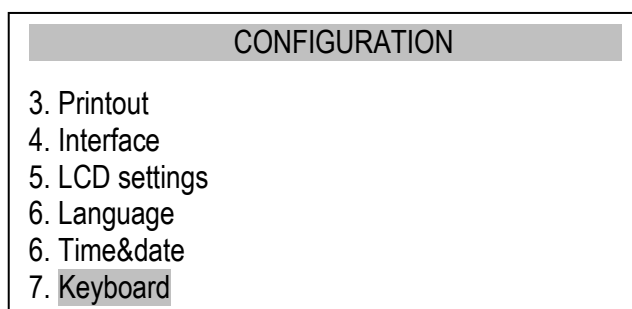 CONFIGURATION
3. Printout
4. Interface
5. LCD settings
6. Language
6. Time&date
7. Keyboard